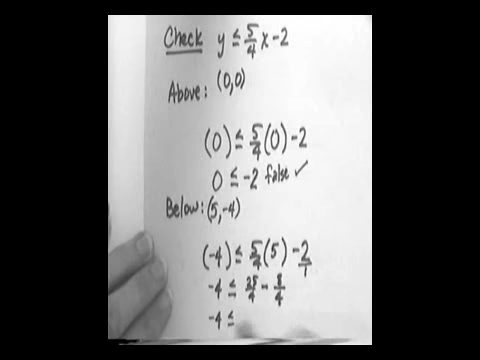 Check y ≤ 5/4 x - 2
Above: (0,0)
(0) ≤ 5/4 (0) - 2
0 ≤ -2 false ✓
Below: (5,-4)
(-4) ≤ 5/4 (5) - 2/1
-4 ≤ 25/4 - 8/4
-4 ≤